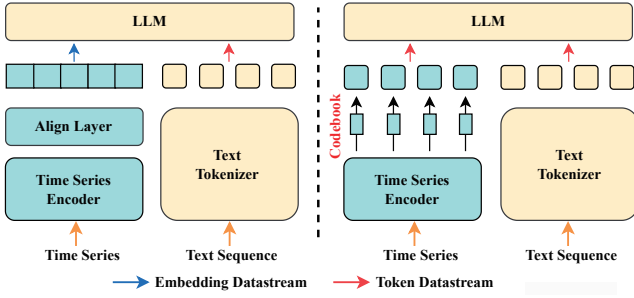 LLM
LLM
Align Layer
Time Series
Encoder
Text
Tokenizer
Codebook
Time Series
Encoder
Text
Tokenizer
Time Series
Text Sequence
Time Series
Text Sequence
Embedding Datastream
Token Datastream